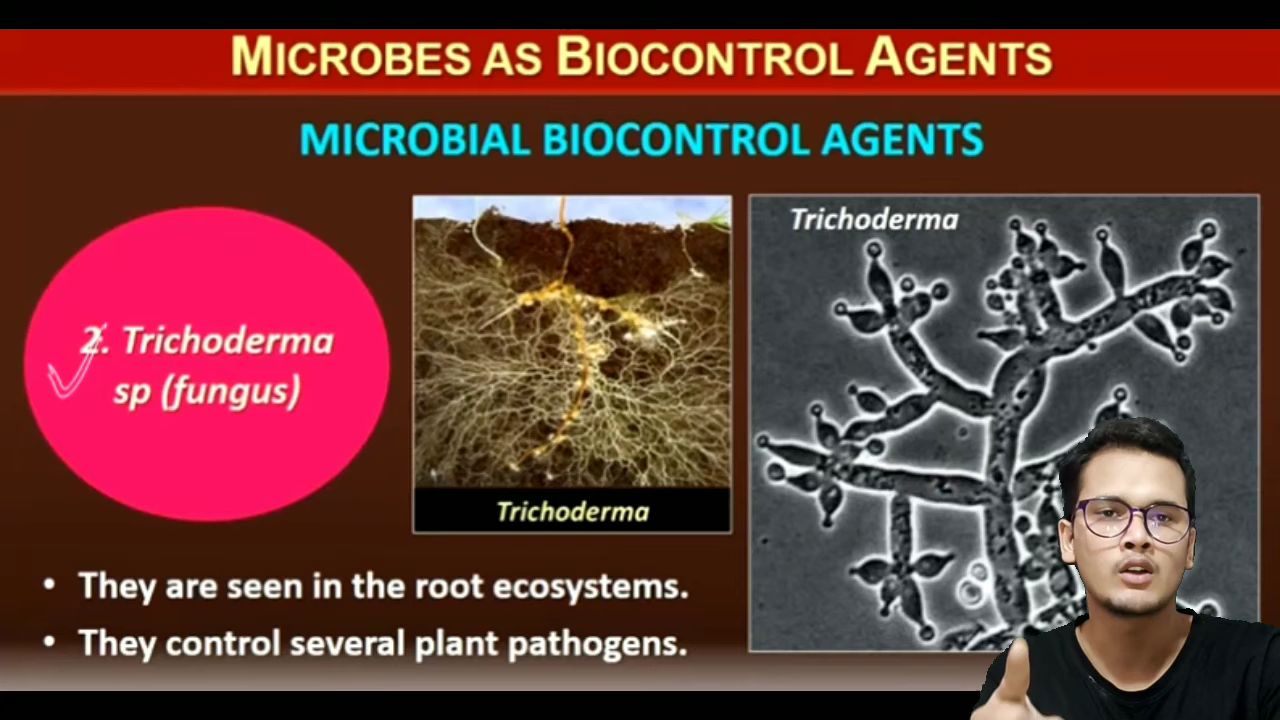 MICROBES AS BIOCONTROL AGENTS
MICROBIAL BIOCONTROL AGENTS
2. Trichoderma
sp (fungus)
Trichoderma
Trichoderma
• They are seen in the root ecosystems.
• They control several plant pathogens.